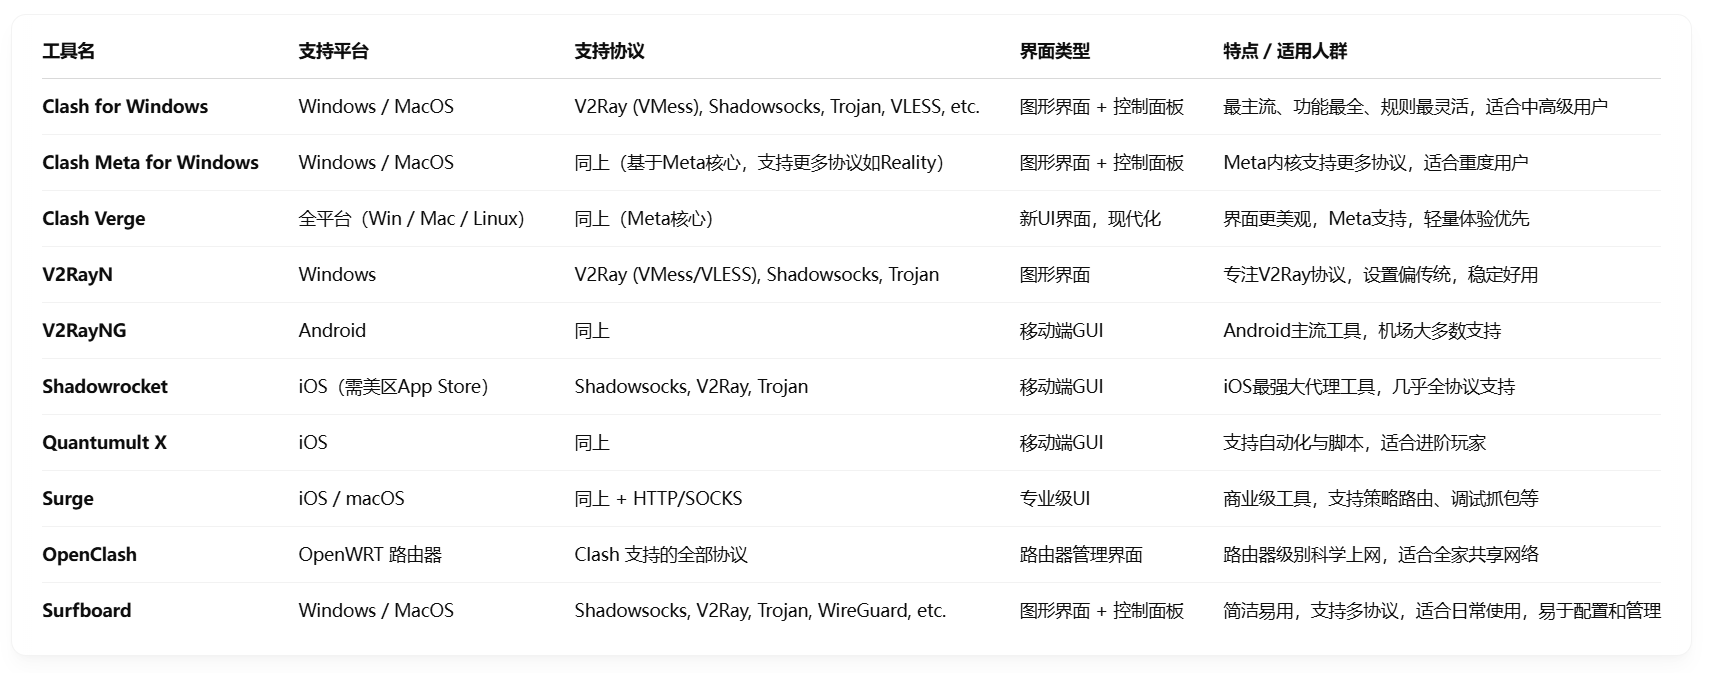 工具名 支持平台 支持协议 界面类型 特点 / 适用人群
Clash for Windows Windows / MacOS V2Ray (VMess), Shadowsocks, Trojan, VLESS, etc. 图形界面 + 控制面板 最主流、功能最全、规则最灵活，适合中高级用户
Clash Meta for Windows Windows / MacOS 同上（基于Meta核心，支持更多协议如Reality） 图形界面 + 控制面板 Meta内核支持更多协议，适合重度用户
Clash Verge 全平台（Win / Mac / Linux） 同上（Meta核心） 新UI界面，现代化 界面更美观，Meta支持，轻量体验优先
V2RayN Windows V2Ray (VMess/VLESS), Shadowsocks, Trojan 图形界面 专注V2Ray协议，设置偏传统，稳定好用
V2RayNG Android 同上 移动端GUI Android主流工具，机场大多数支持
Shadowrocket iOS（需美区App Store） Shadowsocks, V2Ray, Trojan 移动端GUI iOS最强大代理工具，几乎全协议支持
Quantumult X iOS 同上 移动端GUI 支持自动化与脚本，适合进阶玩家
Surge iOS / macOS 同上 + HTTP/SOCKS 专业级UI 商业级工具，支持策略路由、调试抓包等
OpenClash OpenWRT 路由器 Clash 支持的全部协议 路由器管理界面 路由器级别科学上网，适合全家共享网络
Surfboard Windows / MacOS Shadowsocks, V2Ray, Trojan, WireGuard, etc. 图形界面 + 控制面板 简洁易用，支持多协议，适合日常使用，易于配置和管理